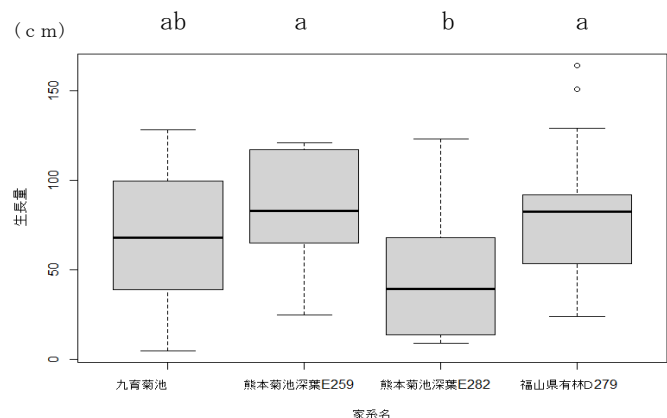 (ｃｍ)
ab a b a
150
100
50
0
生長量
九育菊池 熊本菊池深葉E259 熊本菊池深葉E282 福山県有林D279
家系名